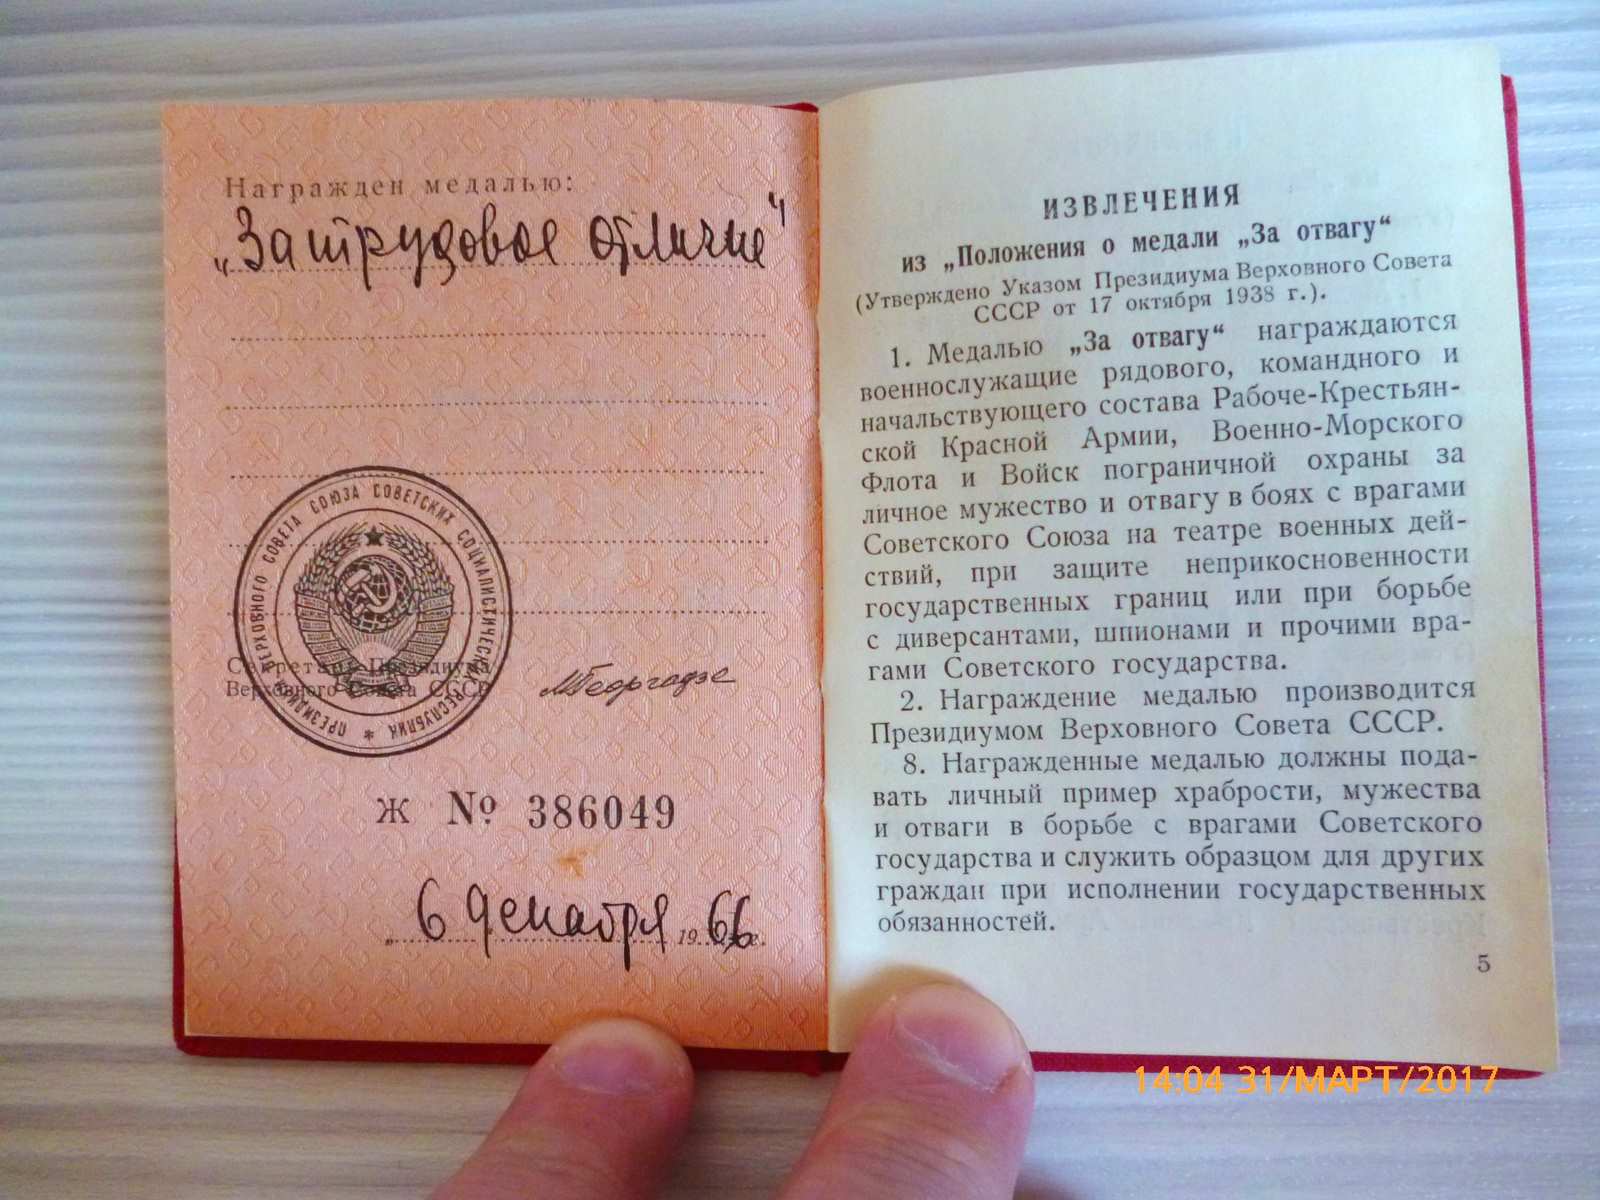 Награжден медалью:
„За трудовое отличие"
ПРЕЗИДИУМ ВЕРХОВНОГО СОВЕТА СОЮЗА СОВЕТСКИХ СОЦИАЛИСТИЧЕСКИХ РЕСПУБЛИК *
Секретарь Президиума
Верховного Совета СССР
МГеоргадзе
Ж № 386049
„ 6 декабря 1966 г.
ИЗВЛЕЧЕНИЯ
из „Положения о медали „За отвагу“
(Утверждено Указом Президиума Верховного Совета
СССР от 17 октября 1938 г.).
1. Медалью „За отвагу“ награждаются
военнослужащие рядового, командного и
начальствующего состава Рабоче-Крестьян-
ской Красной Армии, Военно-Морского
Флота и Войск пограничной охраны за
личное мужество и отвагу в боях с врагами
Советского Союза на театре военных дей-
ствий, при защите неприкосновенности
государственных границ или при борьбе
с диверсантами, шпионами и прочими вра-
гами Советского государства.
2. Награждение медалью производится
Президиумом Верховного Совета СССР.
8. Награжденные медалью должны пода-
вать личный пример храбрости, мужества
и отваги в борьбе с врагами Советского
государства и служить образцом для других
граждан при исполнении государственных
обязанностей.
5
14:04 31/МАРТ/2017